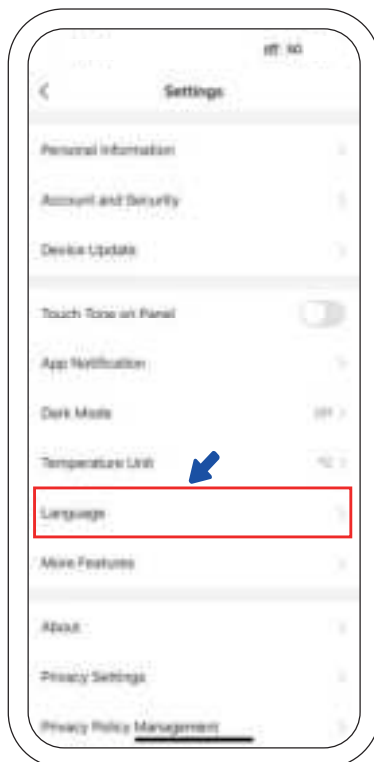 Settings
Personal Information
Account and Security
Device Update
Touch Tone on Panel
App Notification
Dark Mode
Temperature Unit °C
Language
More Features
About
Privacy Settings
Privacy Policy Management